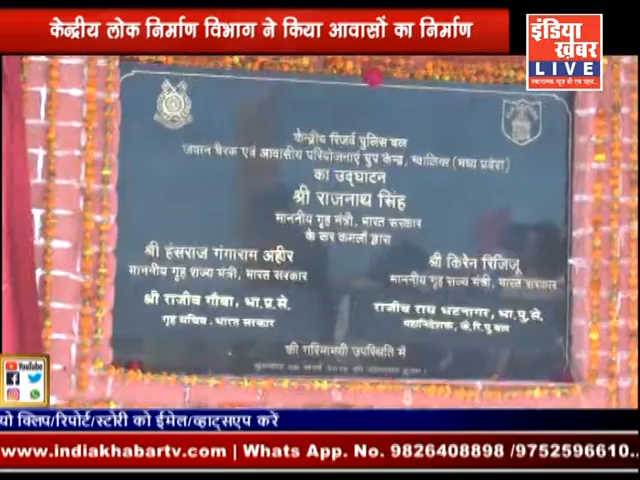 केन्द्रीय लोक निर्माण विभाग ने किया आवासों का निर्माण
इंडिया
ख़बर
LIVE
केन्द्रीय रिजर्व पुलिस बल
जवान बैरक एवं आवासीय परियोजनाएं ग्रुप केन्द्र, ग्वालियर (मध्य प्रदेश)
का उद्घाटन
श्री राजनाथ सिंह
माननीय गृह मंत्री, भारत सरकार
के कर कमलों द्वारा
श्री हंसराज गंगाराम अहीर
माननीय गृह राज्य मंत्री, भारत सरकार
श्री राजीव गौबा, भा.प्र.से.
गृह सचिव, भारत सरकार
श्री किरेन रिजिजू
माननीय गृह राज्य मंत्री, भारत सरकार
राजीव राय भटनागर, भा.पु.से.
महानिदेशक, के.रि.पु.बल
की गरिमामयी उपस्थिति में
YouTube
यो क्लिप/रिपोर्ट/स्टोरी को ईमेल/व्हाट्सएप करें
www.indiakhabartv.com | Whats App. No. 9826408898 /9752596610..